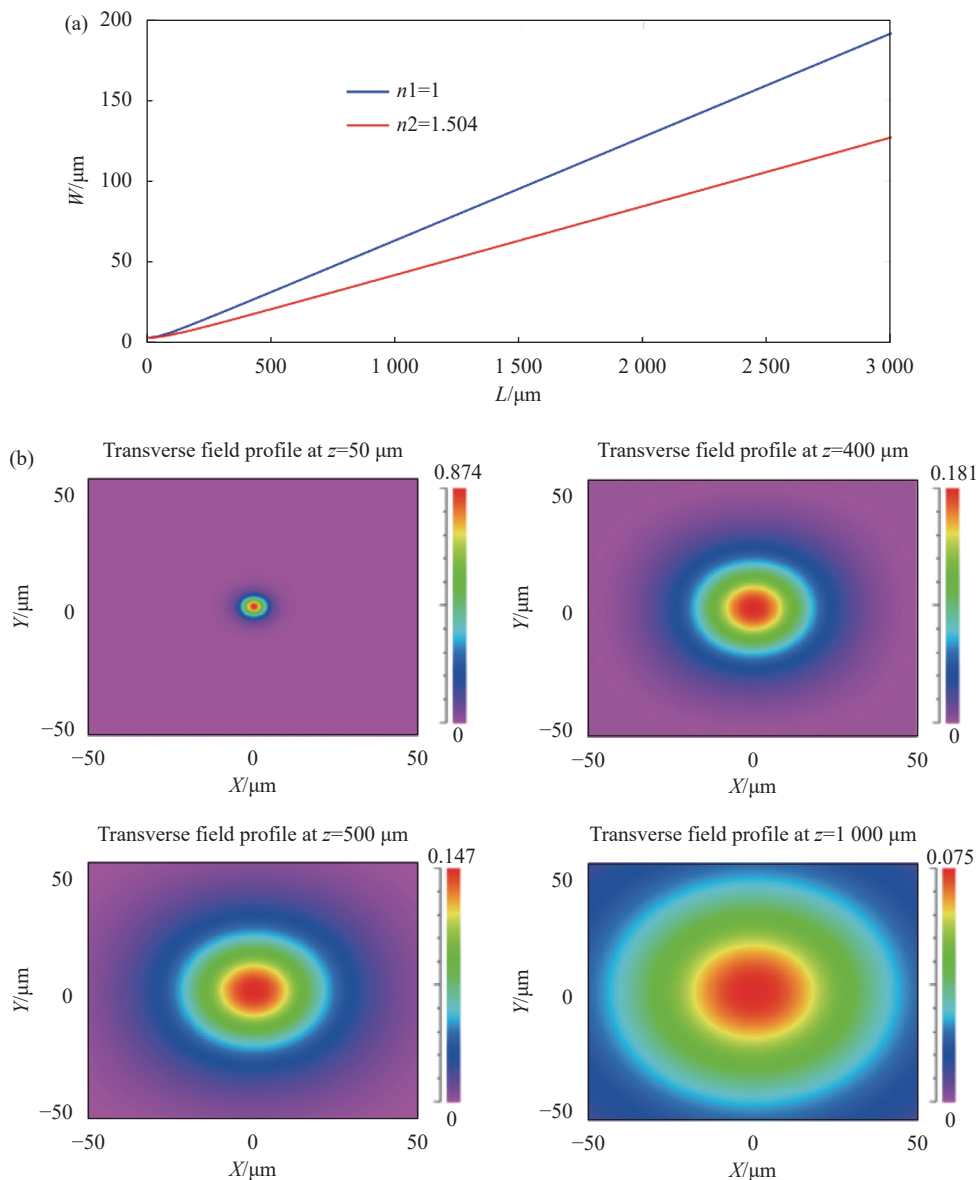 (a)
200
150
100
50
0
W/μm
n1=1
n2=1.504
0
500
1 000
1 500
2 000
2 500
3 000
L/μm
(b)
Transverse field profile at z=50 μm
0.874
50
0
−50
Y/μm
0
−50
0
50
X/μm
Transverse field profile at z=400 μm
0.181
50
0
−50
Y/μm
0
−50
0
50
X/μm
Transverse field profile at z=500 μm
0.147
50
0
−50
Y/μm
0
−50
0
50
X/μm
Transverse field profile at z=1 000 μm
0.075
50
0
−50
Y/μm
0
−50
0
50
X/μm